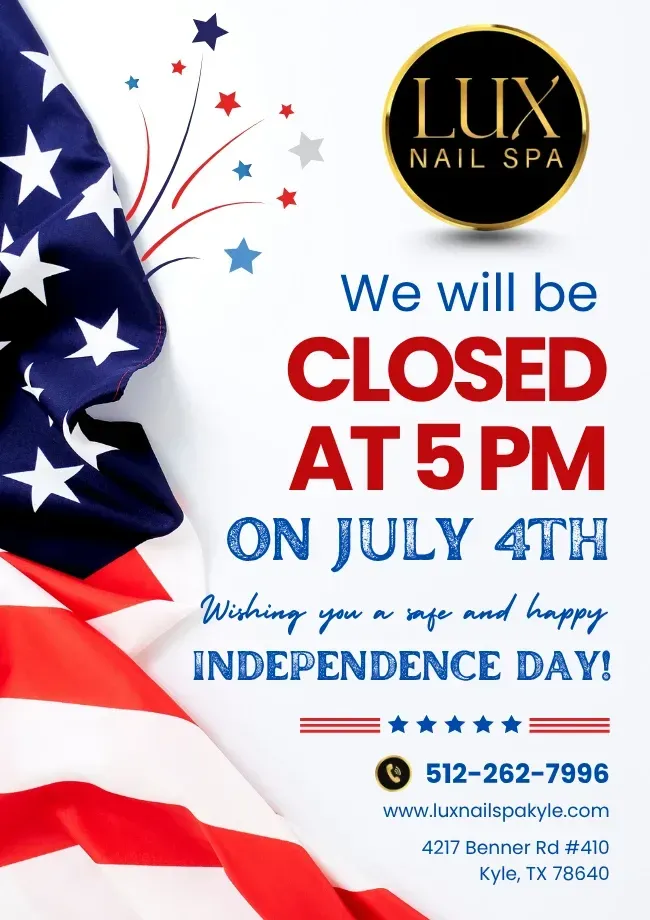 LUX
NAIL SPA
We will be
CLOSED
AT 5 PM
ON JULY 4TH
Wishing you a safe and happy
INDEPENDENCE DAY!
512-262-7996
www.luxnailspakyle.com
4217 Benner Rd #410
Kyle, TX 78640